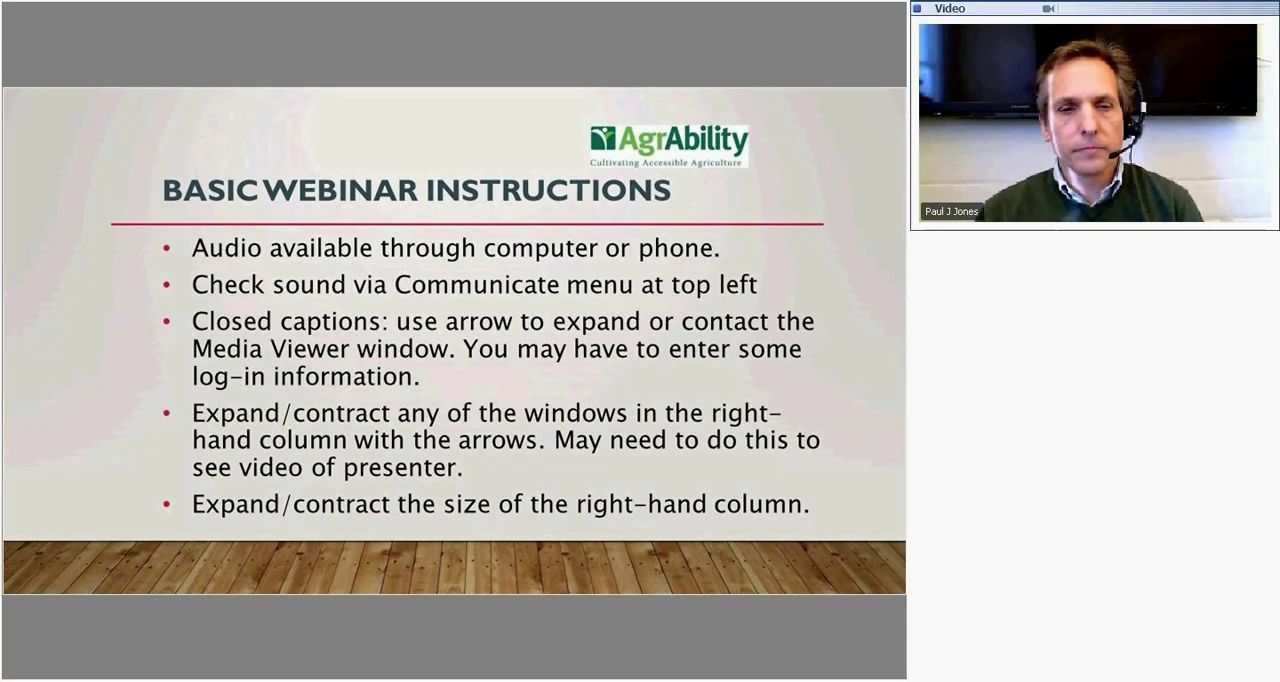 Video
AgrAbility
Cultivating Accessible Agriculture
BASIC WEBINAR INSTRUCTIONS
• Audio available through computer or phone.
• Check sound via Communicate menu at top left
• Closed captions: use arrow to expand or contact the
Media Viewer window. You may have to enter some
log-in information.
• Expand/contract any of the windows in the right-
hand column with the arrows. May need to do this to
see video of presenter.
• Expand/contract the size of the right-hand column.
Paul J Jones